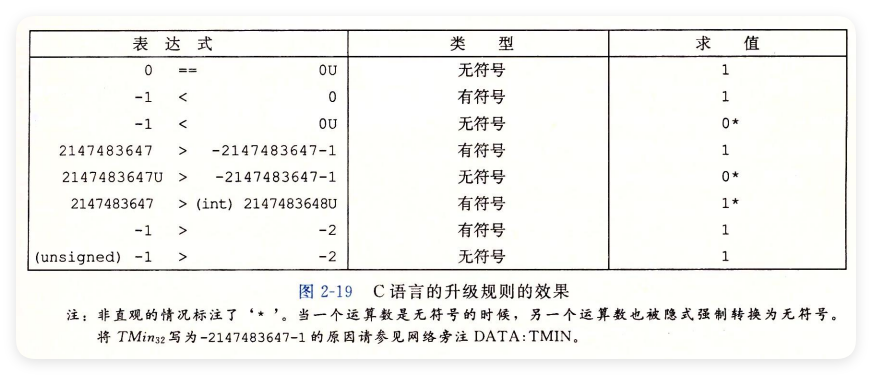 表 达 式 类 型 求 值
0 == 0U 无符号 1
-1 < 0 有符号 1
-1 < 0U 无符号 0*
2147483647 > -2147483647-1 有符号 1
2147483647U > -2147483647-1 无符号 0*
2147483647 > (int) 2147483648U 有符号 1*
-1 > -2 有符号 1
(unsigned) -1 > -2 无符号 1
图 2-19 C语言的升级规则的效果
注：非直观的情况标注了‘*’。当一个运算数是无符号的时候，另一个运算数也被隐式强制转换为无符号。
将 TMin32 写为-2147483647-1 的原因请参见网络旁注 DATA:TMIN。